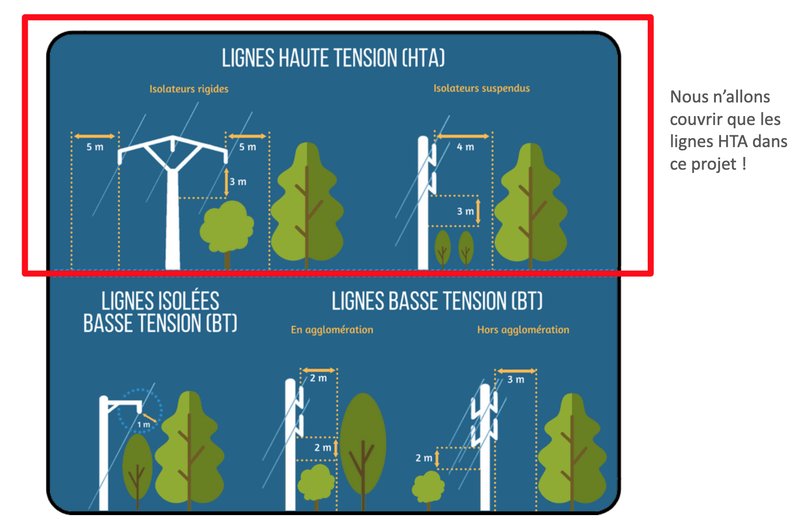 LIGNES HAUTE TENSION (HTA)
Isolateurs rigides
Isolateurs suspendus
5 m
5 m
3 m
4 m
3 m
Nous n’allons
couvrir que les
lignes HTA dans
ce projet !
LIGNES ISOLÉES
BASSE TENSION (BT)
1 m
LIGNES BASSE TENSION (BT)
En agglomération
Hors agglomération
2 m
2 m
3 m
2 m